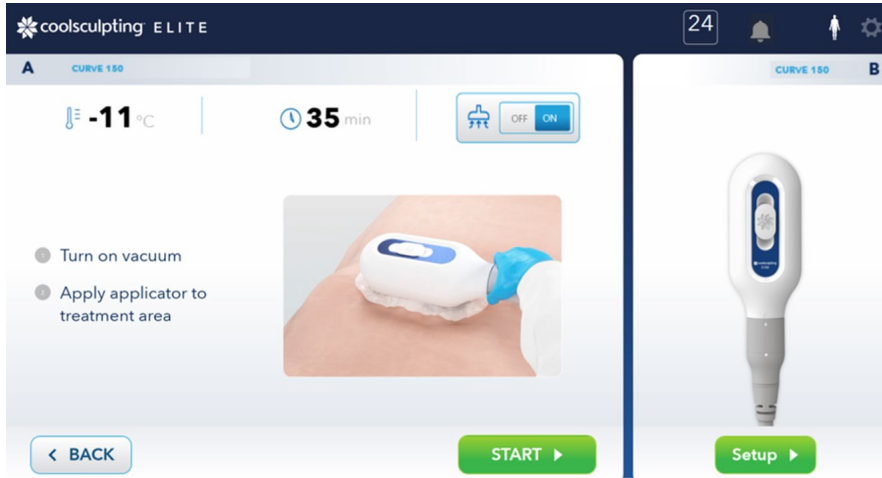 coolsculpting ELITE
24
A CURVE 150
CURVE 150 B
-11 °C
35 min
OFF ON
Turn on vacuum
Apply applicator to
treatment area
BACK
START
Setup